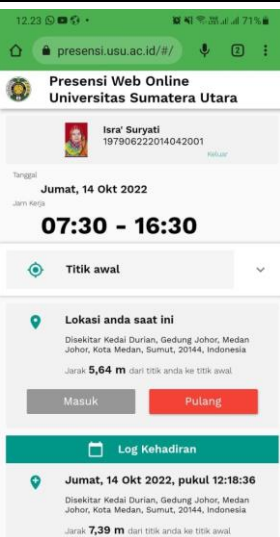 12.23
71%
presensi.usu.ac.id/#/
2
Presensi Web Online
Universitas Sumatera Utara
Isra' Suryati
197906222014042001
Keluar
Tanggal
Jumat, 14 Okt 2022
Jam Kerja
07:30 - 16:30
Titik awal
Lokasi anda saat ini
Disekitar Kedai Durian, Gedung Johor, Medan
Johor, Kota Medan, Sumut, 20144, Indonesia
Jarak 5,64 m dari titik anda ke titik awal
Masuk
Pulang
Log Kehadiran
Jumat, 14 Okt 2022, pukul 12:18:36
Disekitar Kedai Durian, Gedung Johor, Medan
Johor, Kota Medan, Sumut, 20144, Indonesia
Jarak 7,39 m dari titik anda ke titik awal